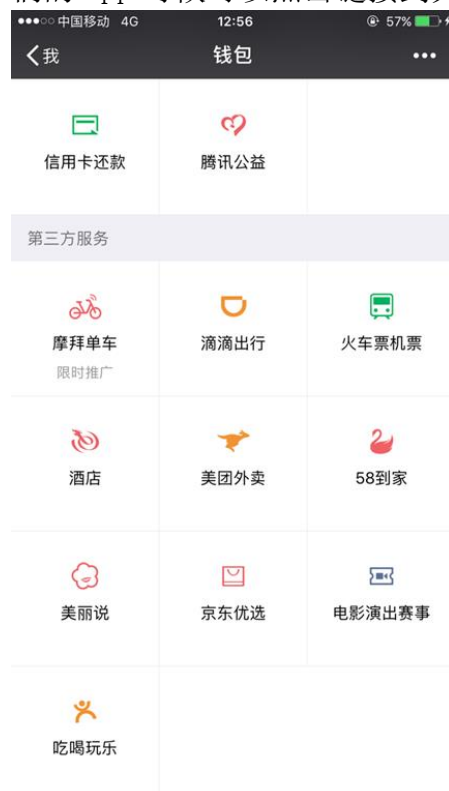 中国移动 4G 12:56 57%
我 钱包
信用卡还款 腾讯公益
第三方服务
摩拜单车 滴滴出行 火车票机票
限时推广
酒店 美团外卖 58到家
美丽说 京东优选 电影演出赛事
吃喝玩乐